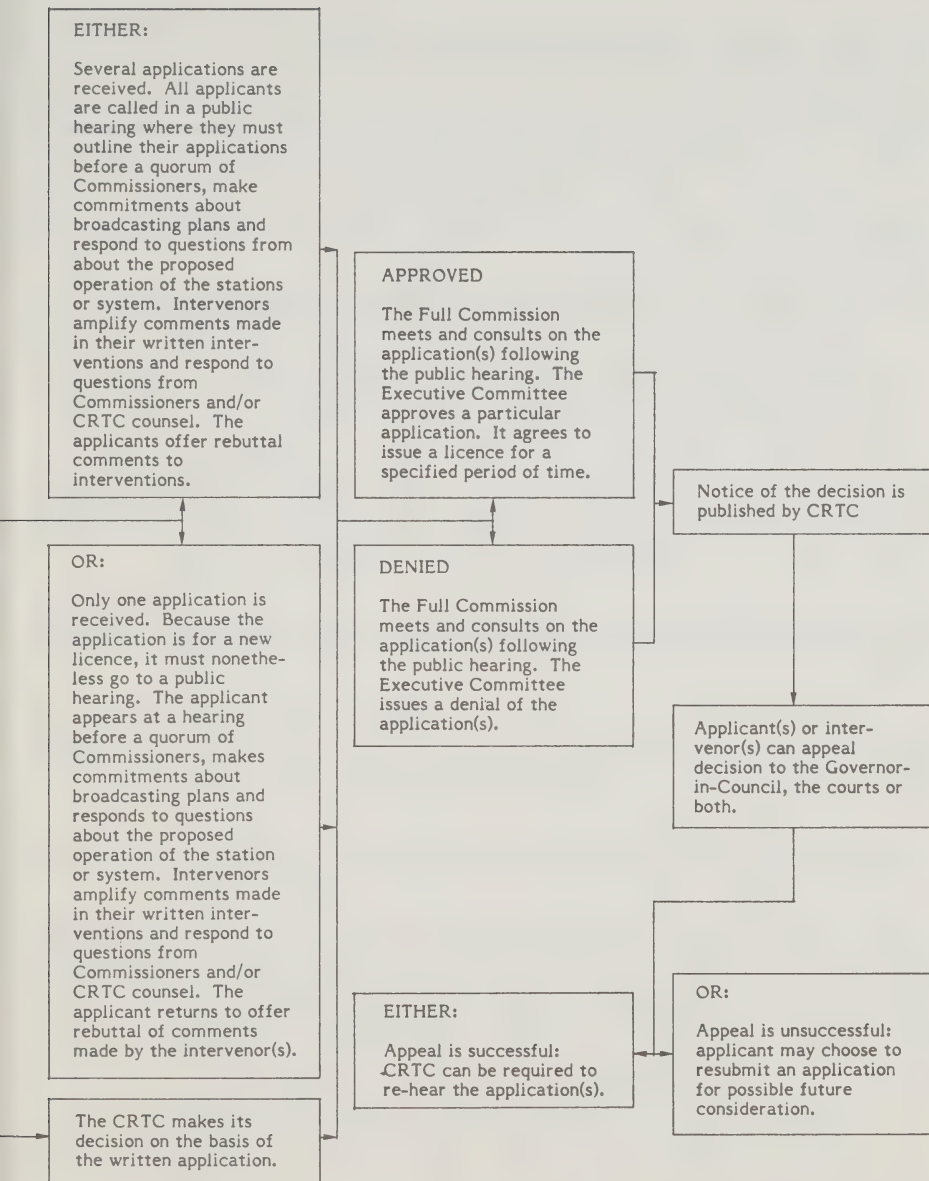 EITHER:
Several applications are
received. All applicants
are called in a public
hearing where they must
outline their applications
before a quorum of
Commissioners, make
commitments about
broadcasting plans and
respond to questions from
about the proposed
operation of the stations
or system. Intervenors
amplify comments made
in their written inter-
ventions and respond to
questions from
Commissioners and/or
CRTC counsel. The
applicants offer rebuttal
comments to
interventions.
OR:
Only one application is
received. Because the
application is for a new
licence, it must nonethe-
less go to a public
hearing. The applicant
appears at a hearing
before a quorum of
Commissioners, makes
commitments about
broadcasting plans and
responds to questions
about the proposed
operation of the station
or system. Intervenors
amplify comments made
in their written inter-
ventions and respond to
questions from
Commissioners and/or
CRTC counsel. The
applicant returns to offer
rebuttal of comments
made by the intervenor(s).
The CRTC makes its
decision on the basis of
the written application.
APPROVED
The Full Commission
meets and consults on the
application(s) following
the public hearing. The
Executive Committee
approves a particular
application. It agrees to
issue a licence for a
specified period of time.
DENIED
The Full Commission
meets and consults on the
application(s) following
the public hearing. The
Executive Committee
issues a denial of the
application(s).
Notice of the decision is
published by CRTC
Applicant(s) or inter-
venor(s) can appeal
decision to the Governor-
in-Council, the courts or
both.
EITHER:
Appeal is successful:
CRTC can be required to
re-hear the application(s).
OR:
Appeal is unsuccessful:
applicant may choose to
resubmit an application
for possible future
consideration.